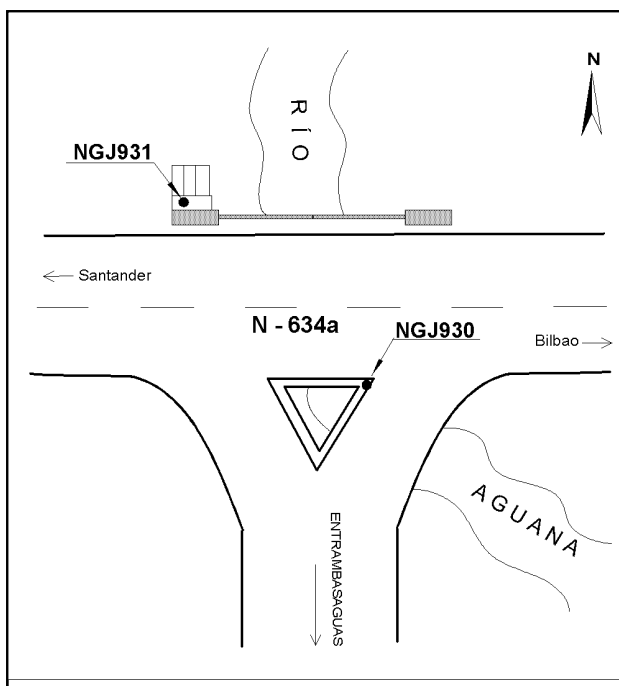 N
RÍO
NGJ931
Santander
N - 634a
NGJ930
Bilbao
AGUANA
ENTRAMBASAGUAS